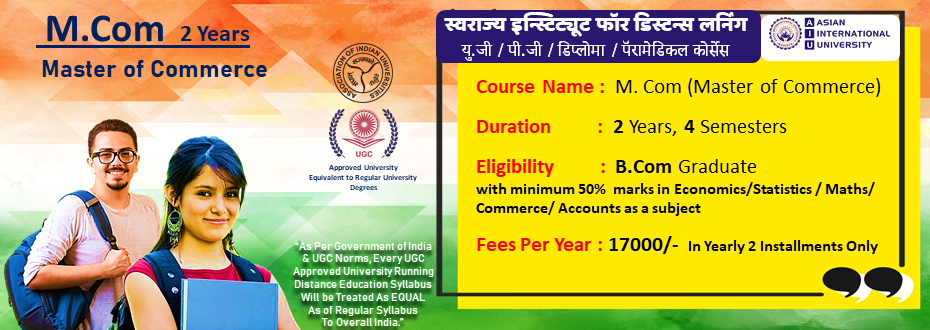 M.Com 2 Years
Master of Commerce
ASSOCIATION OF INDIAN UNIVERSITIES
UGC
Approved University
Equivalent to Regular University
Degrees
"As Per Government of India
& UGC Norms, Every UGC
Approved University Running
Distance Education Syllabus
Will be Treated As EQUAL
As of Regular Syllabus
To Overall India."
स्वराज्य इन्स्टिट्यूट फॉर डिस्टन्स लर्निंग
यु.जी / पी.जी / डिप्लोमा / पॅरामेडिकल कोर्सेस
ASIAN
INTERNATIONAL
UNIVERSITY
Course Name : M. Com (Master of Commerce)
Duration : 2 Years, 4 Semesters
Eligibility : B.Com Graduate
with minimum 50% marks in Economics/Statistics / Maths/
Commerce/ Accounts as a subject
Fees Per Year : 17000/- In Yearly 2 Installments Only